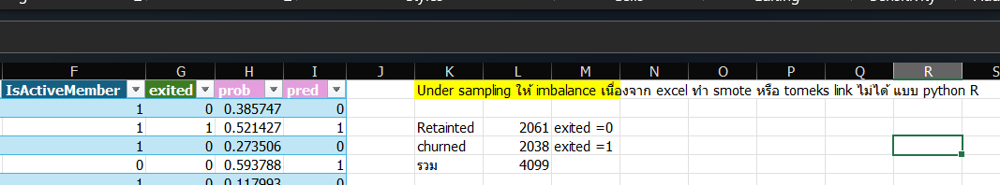 F G H I J K L M N O P Q R S
IsActiveMember exited prob pred Under sampling ให้ imbalance เนื่องจาก excel ทำ smote หรือ tomeks link ไม่ได้ แบบ python R
1 0 0.385747 0
1 1 0.521427 1 Retainted 2061 exited =0
1 0 0.273506 0 churned 2038 exited =1
0 0 0.593788 1 รวม 4099
1 0 0.117993 0